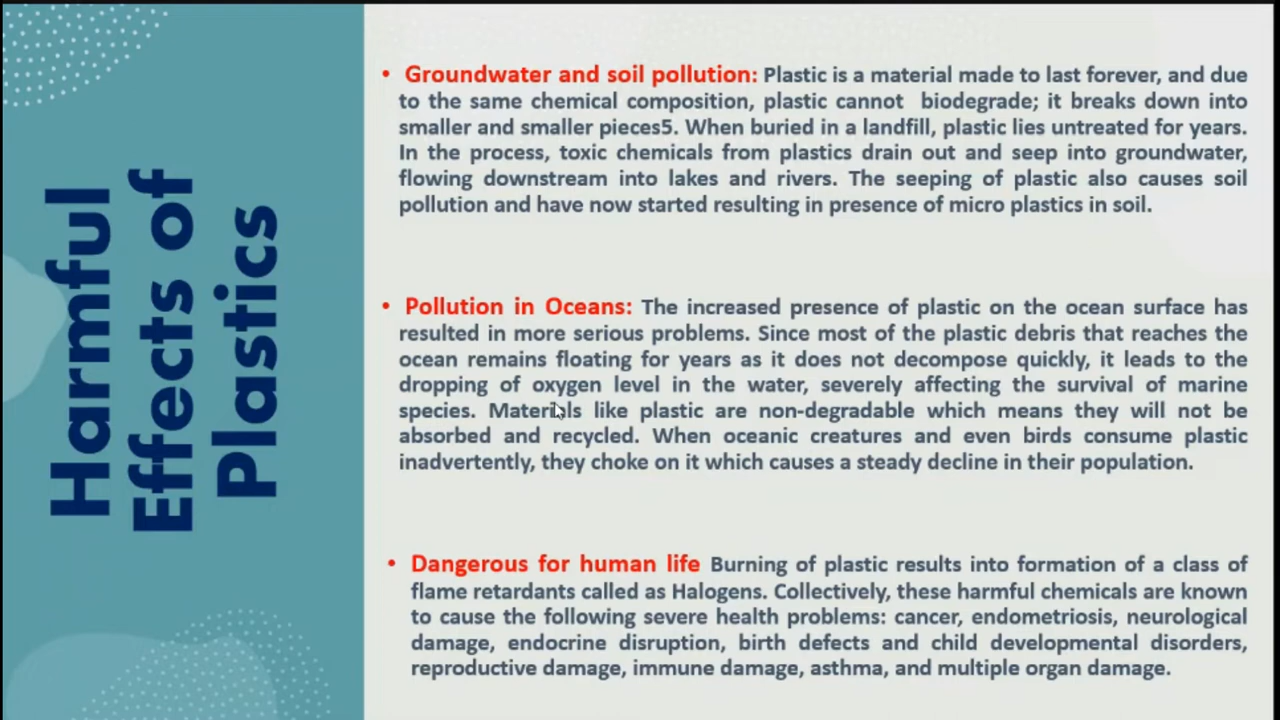 Harmful
Effects of
Plastics
• Groundwater and soil pollution: Plastic is a material made to last forever, and due
to the same chemical composition, plastic cannot biodegrade; it breaks down into
smaller and smaller pieces5. When buried in a landfill, plastic lies untreated for years.
In the process, toxic chemicals from plastics drain out and seep into groundwater,
flowing downstream into lakes and rivers. The seeping of plastic also causes soil
pollution and have now started resulting in presence of micro plastics in soil.
• Pollution in Oceans: The increased presence of plastic on the ocean surface has
resulted in more serious problems. Since most of the plastic debris that reaches the
ocean remains floating for years as it does not decompose quickly, it leads to the
dropping of oxygen level in the water, severely affecting the survival of marine
species. Materials like plastic are non-degradable which means they will not be
absorbed and recycled. When oceanic creatures and even birds consume plastic
inadvertently, they choke on it which causes a steady decline in their population.
• Dangerous for human life Burning of plastic results into formation of a class of
flame retardants called as Halogens. Collectively, these harmful chemicals are known
to cause the following severe health problems: cancer, endometriosis, neurological
damage, endocrine disruption, birth defects and child developmental disorders,
reproductive damage, immune damage, asthma, and multiple organ damage.